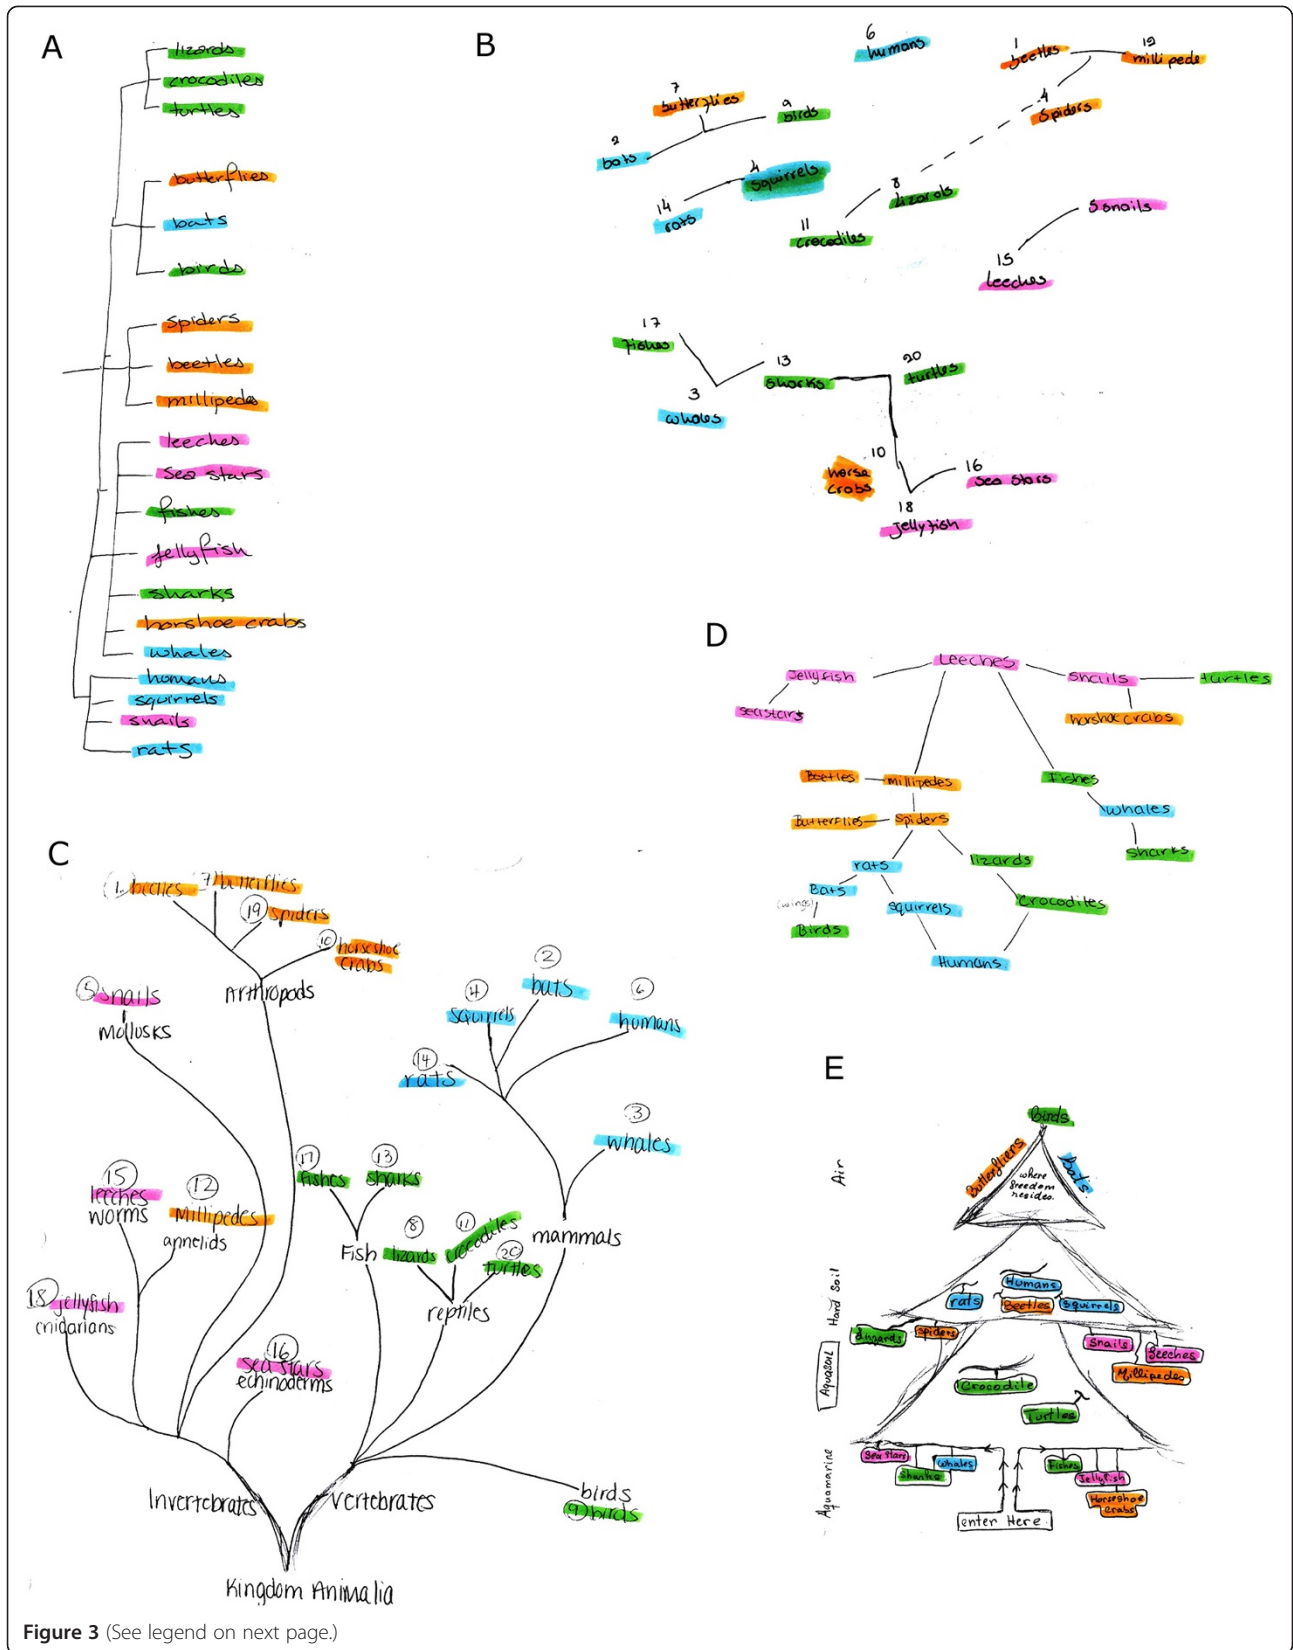 A
lizards
crocodiles
turtles
butterflies
bats
birds
spiders
beetles
millipedes
leeches
sea stars
fishes
jellyfish
sharks
horshoe crabs
whales
humans
squirrels
snails
rats
B
6
humans
1
beetles
19
millipede
7
butterflies
9
birds
4
Spiders
2
bats
4
squirrels
14
rats
8
Lizards
11
crocodiles
5 snails
15
leeches
17
Fishes
13
sharks
20
turtles
3
whales
10
horse
crabs
16
sea stars
18
Jellyfish
C
1. beetles
7 butterflies
19 spiders
10 horseshoe
crabs
Arthropods
5 snails
mollusks
2
bats
4
squirrels
6
humans
14
rats
3
whales
mammals
17
fishes
13
sharks
Fish
8
lizards
11
crocodiles
20
turtles
reptiles
15
leeches
worms
12
Millipedes
annelids
18 jellyfish
cnidarians
16
sea stars
echinoderms
Invertebrates
Vertebrates
birds
9 birds
Kingdom Animalia
D
Leeches
Jellyfish
seastars
Snails
turtles
horshoe crabs
Beetles
millipedes
Fishes
Butterflies
spiders
whales
sharks
rats
lizards
Bats
(wings)
Birds
squirrels
Crocodiles
Humans
E
Birds
Butterfliers
Bats
where
freedom
resides.
Air
Hard Soil
Humans
rats
Beetles
Squirrels
Lizards
spiders
Snails
Leeches
Millipedes
Aquasoil
Crocodile
Turtles
Aquamarine
Sea stars
Sharks
Whales
Fishes
Jellyfish
Horseshoe
Crabs
enter Here
Figure 3 (See legend on next page.)